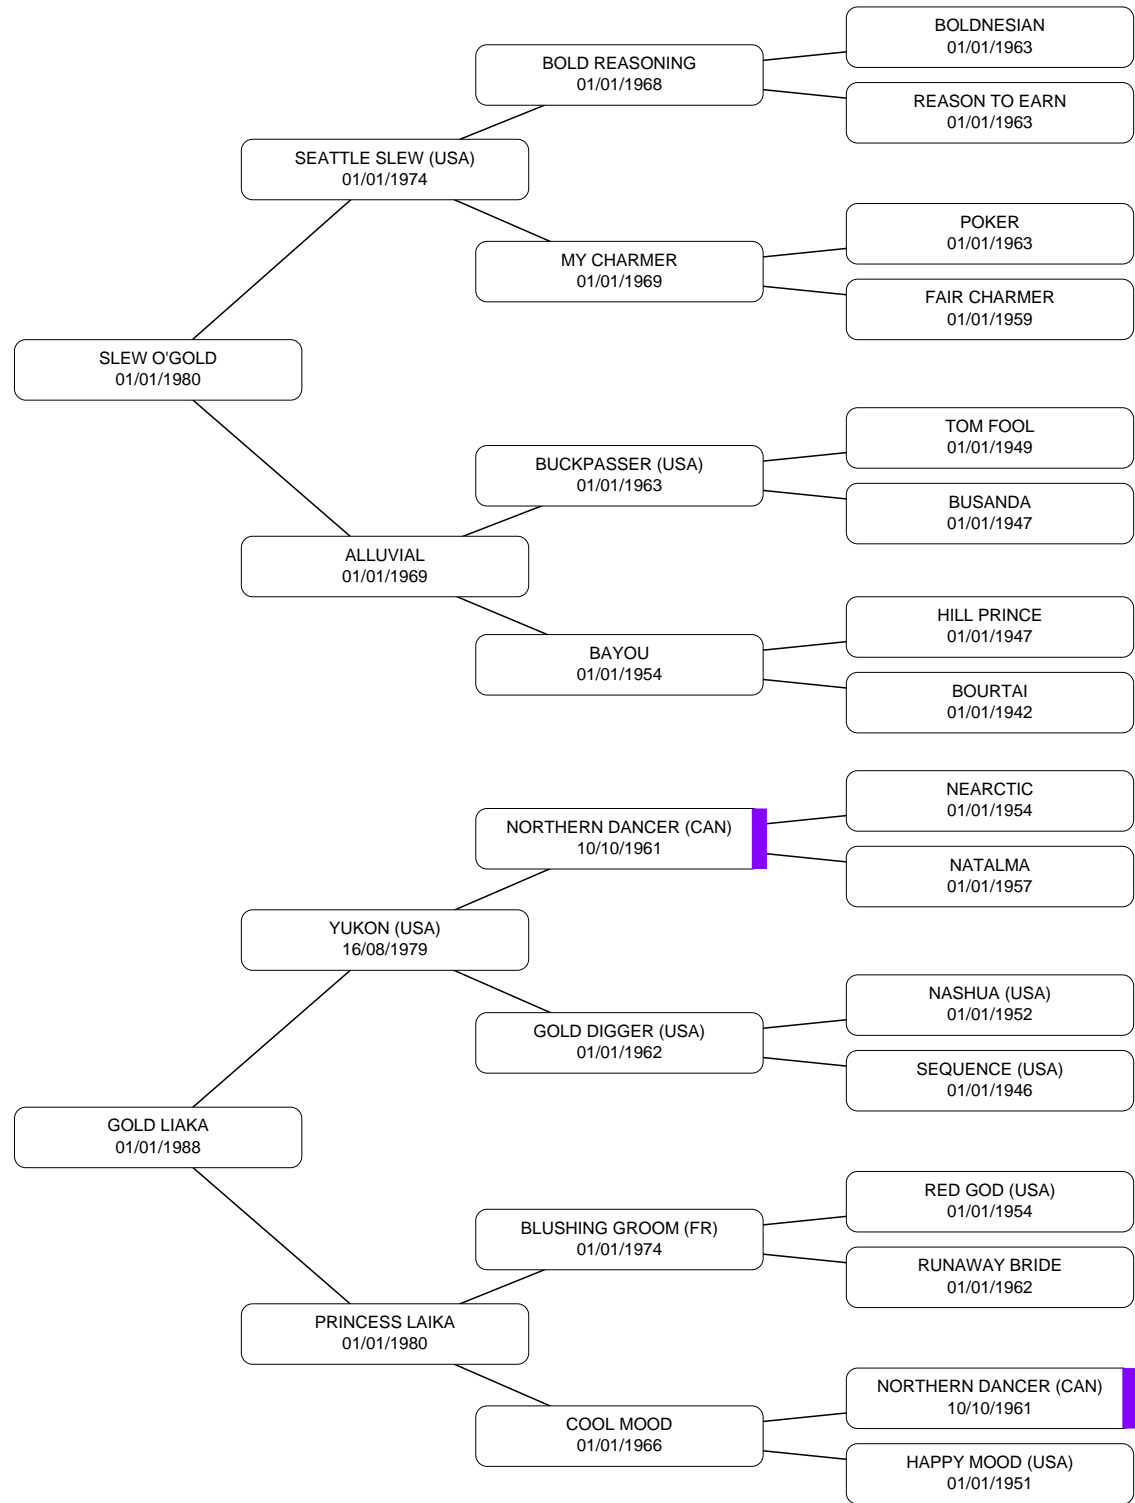 BOLDNESIAN
01/01/1963
BOLD REASONING
01/01/1968
REASON TO EARN
01/01/1963
SEATTLE SLEW (USA)
01/01/1974
POKER
01/01/1963
MY CHARMER
01/01/1969
FAIR CHARMER
01/01/1959
SLEW O'GOLD
01/01/1980
TOM FOOL
01/01/1949
BUCKPASSER (USA)
01/01/1963
BUSANDA
01/01/1947
ALLUVIAL
01/01/1969
HILL PRINCE
01/01/1947
BAYOU
01/01/1954
BOURTAI
01/01/1942
NEARCTIC
01/01/1954
NORTHERN DANCER (CAN)
10/10/1961
NATALMA
01/01/1957
YUKON (USA)
16/08/1979
NASHUA (USA)
01/01/1952
GOLD DIGGER (USA)
01/01/1962
SEQUENCE (USA)
01/01/1946
GOLD LIAKA
01/01/1988
RED GOD (USA)
01/01/1954
BLUSHING GROOM (FR)
01/01/1974
RUNAWAY BRIDE
01/01/1962
PRINCESS LAIKA
01/01/1980
NORTHERN DANCER (CAN)
10/10/1961
COOL MOOD
01/01/1966
HAPPY MOOD (USA)
01/01/1951